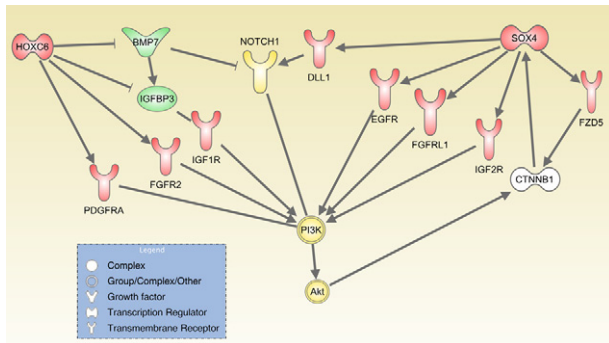 HOXC6
BMP7
NOTCH1
SOX4
DLL1
IGFBP3
EGFR
FZD5
IGF1R
FGFRL1
IGF2R
FGFR2
CTNNB1
PDGFRA
PI3K
Akt
Legend
Complex
Group/Complex/Other
Growth factor
Transcription Regulator
Transmembrane Receptor